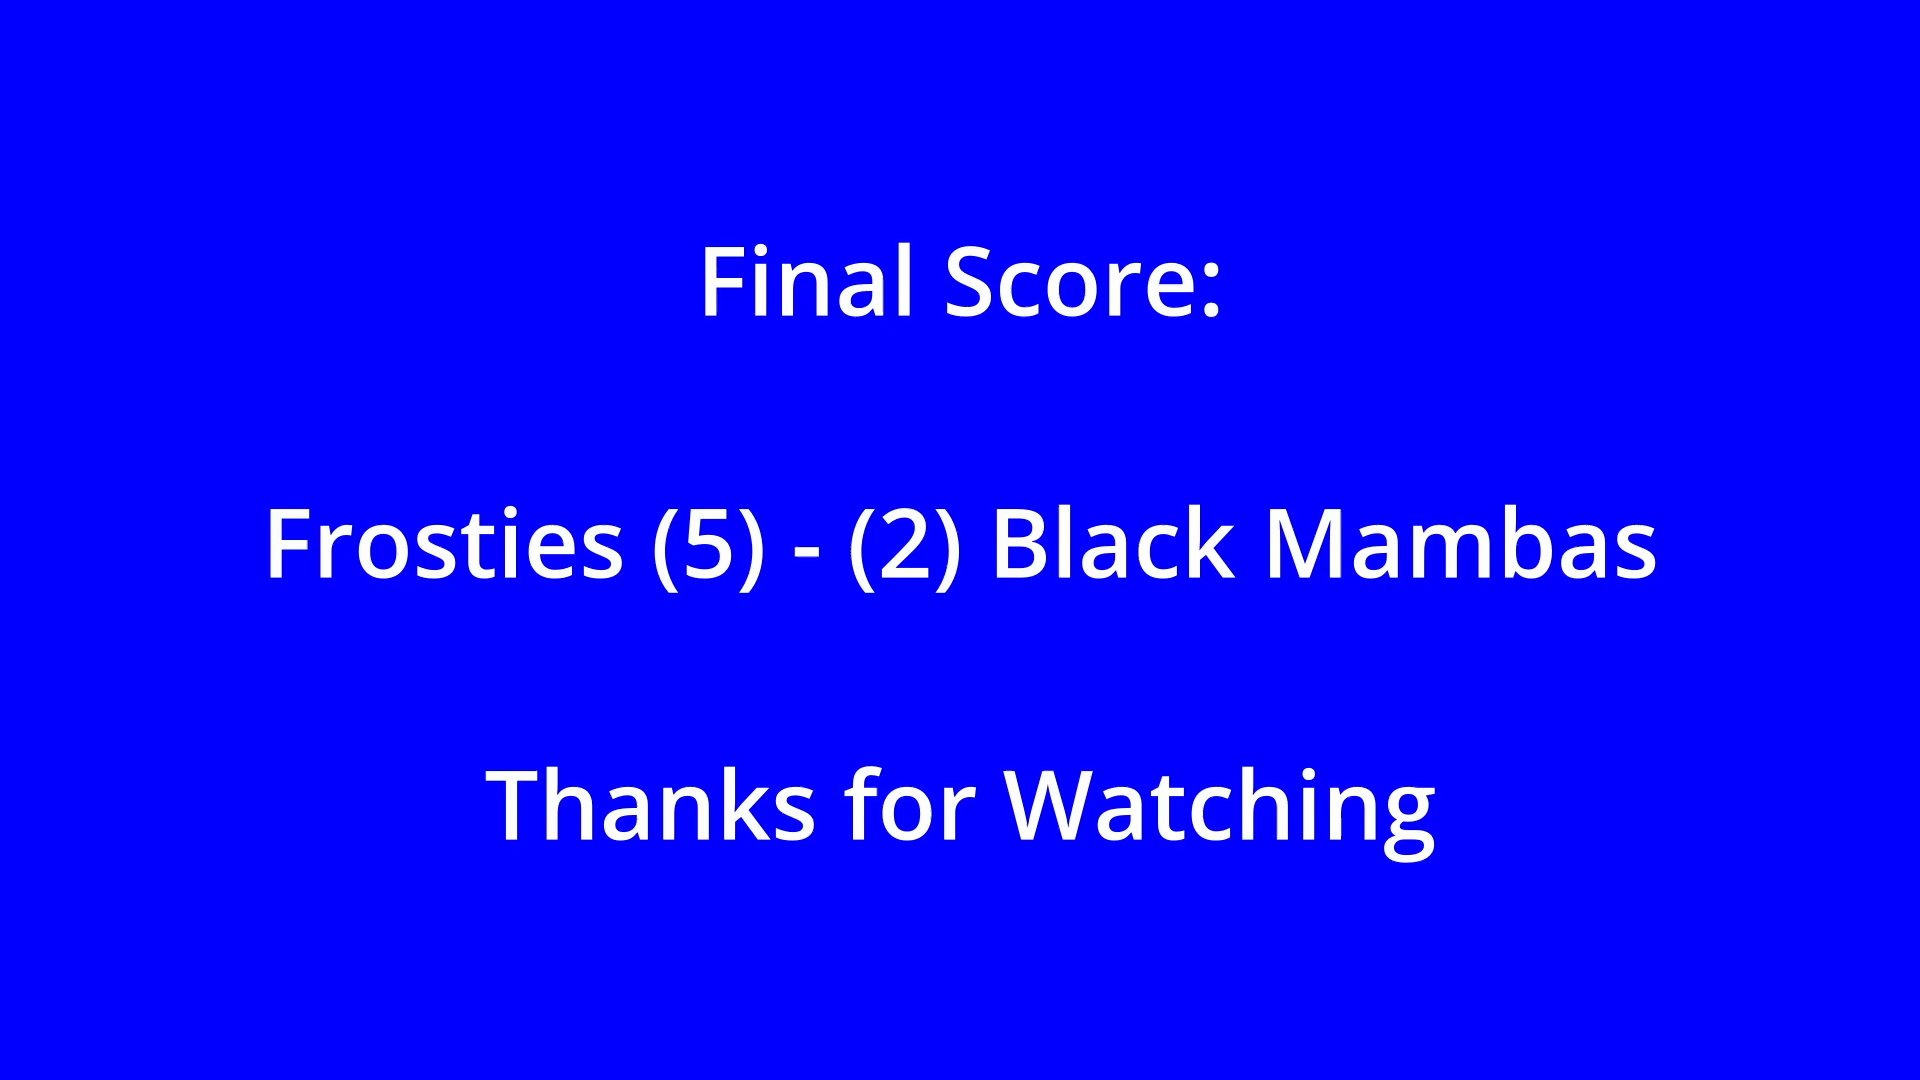 Final Score:
Frosties (5) - (2) Black Mambas
Thanks for Watching